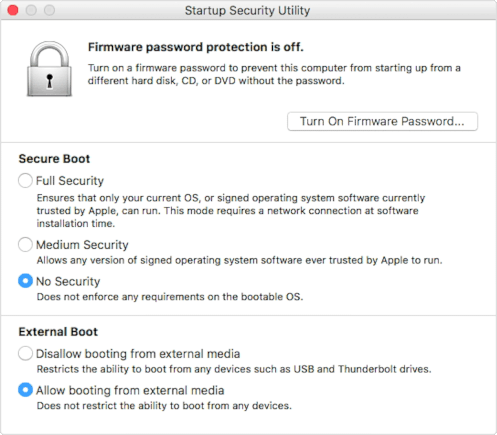 Startup Security Utility
Firmware password protection is off.
Turn on a firmware password to prevent this computer from starting up from a
different hard disk, CD, or DVD without the password.
Turn On Firmware Password...
Secure Boot
Full Security
Ensures that only your current OS, or signed operating system software currently
trusted by Apple, can run. This mode requires a network connection at software
installation time.
Medium Security
Allows any version of signed operating system software ever trusted by Apple to run.
No Security
Does not enforce any requirements on the bootable OS.
External Boot
Disallow booting from external media
Restricts the ability to boot from any devices such as USB and Thunderbolt drives.
Allow booting from external media
Does not restrict the ability to boot from any devices.